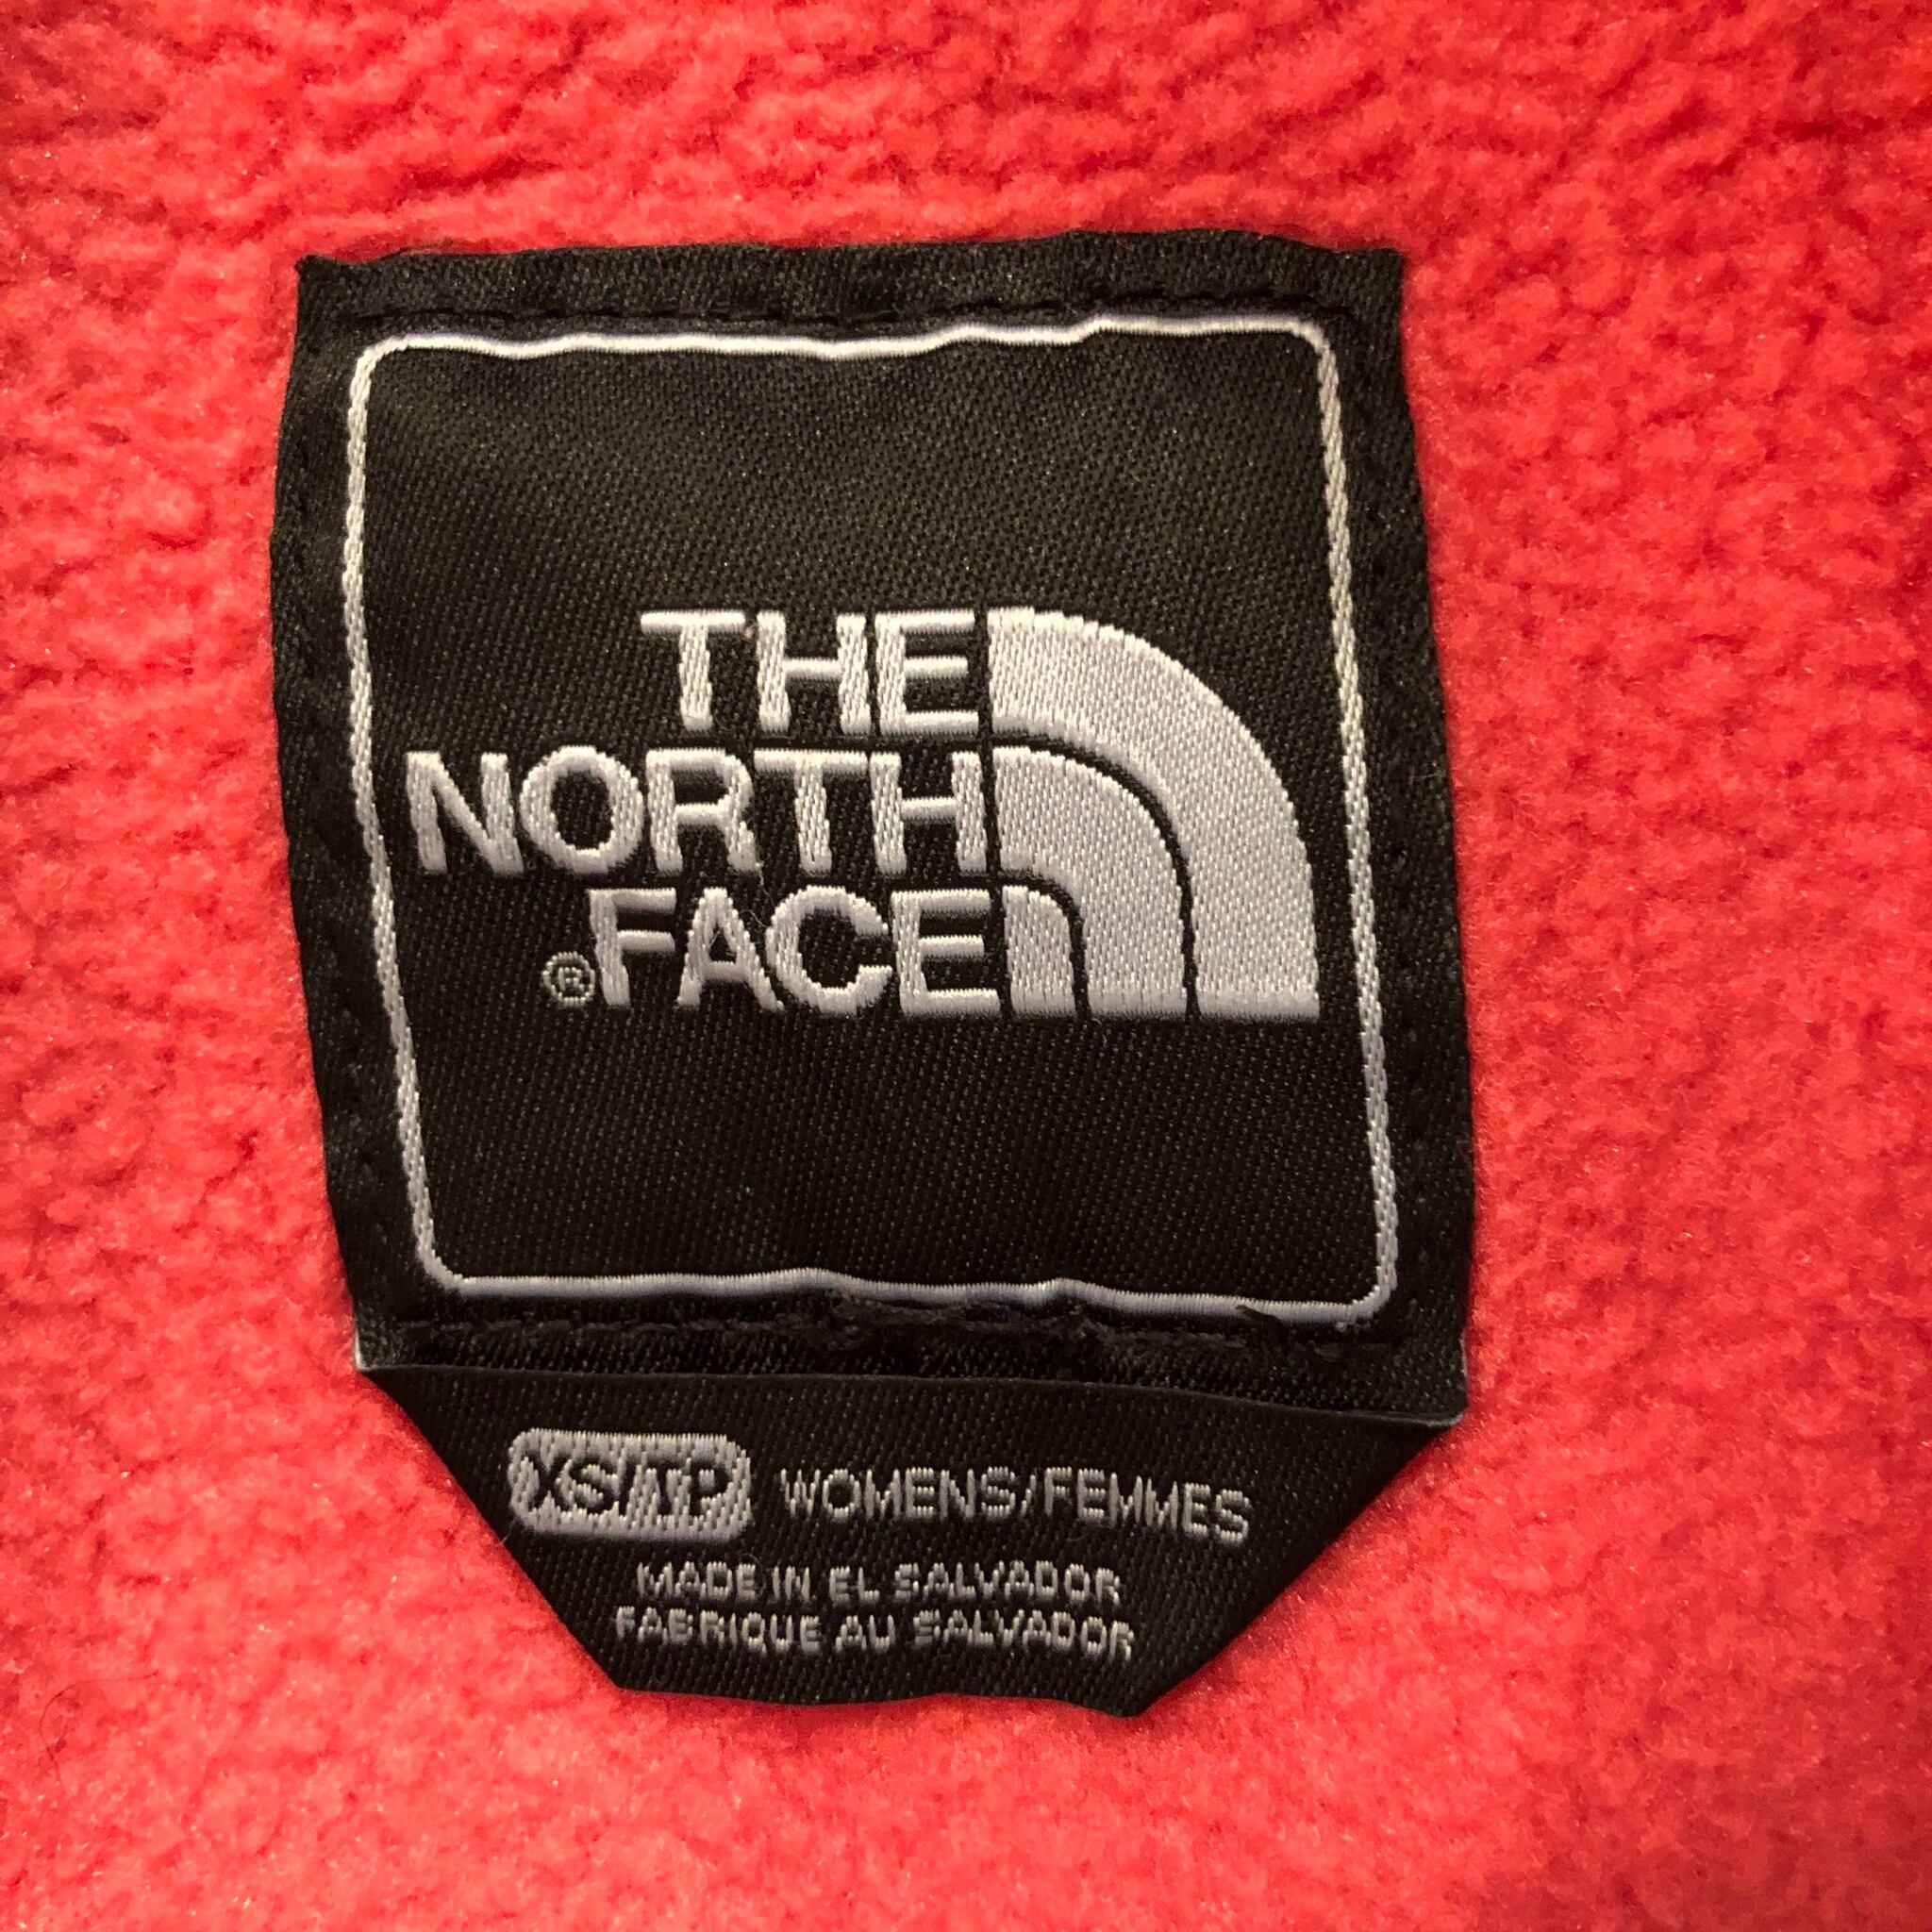 THE
NORTH
®FACE
XS/TP WOMENS/FEMMES
MADE IN EL SALVADOR
FABRIQUE AU SALVADOR